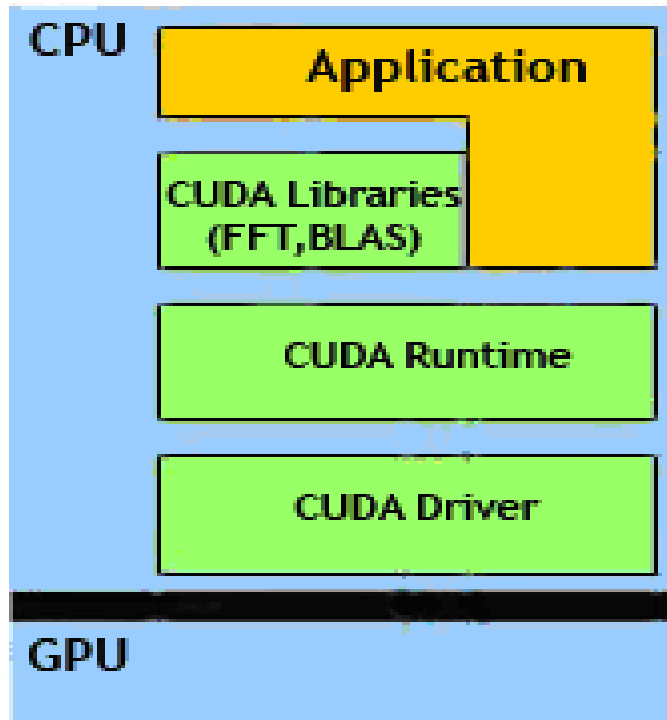 CPU
Application
CUDA Libraries
(FFT,BLAS)
CUDA Runtime
CUDA Driver
GPU